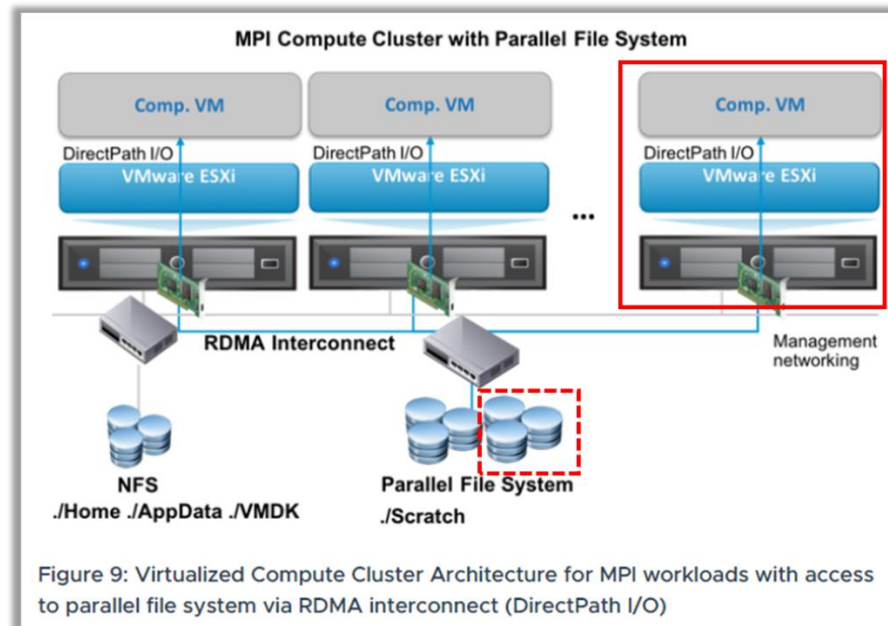 MPI Compute Cluster with Parallel File System
Comp. VM
Comp. VM
Comp. VM
DirectPath I/O
DirectPath I/O
DirectPath I/O
VMware ESXi
VMware ESXi
VMware ESXi
...
RDMA Interconnect
Management
networking
NFS
./Home ./AppData ./VMDK
Parallel File System
./Scratch
Figure 9: Virtualized Compute Cluster Architecture for MPI workloads with access
to parallel file system via RDMA interconnect (DirectPath I/O)